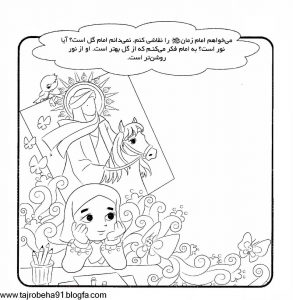 می‌خواهم امام زمان را نقاشی کنم. نمی‌دانم امام گل است؟ آیا
نور است؟ به امام فکر می‌کنم که از گل بهتر است. او از نور
روشن‌تر است.
www.tajrobeha91.blogfa.com